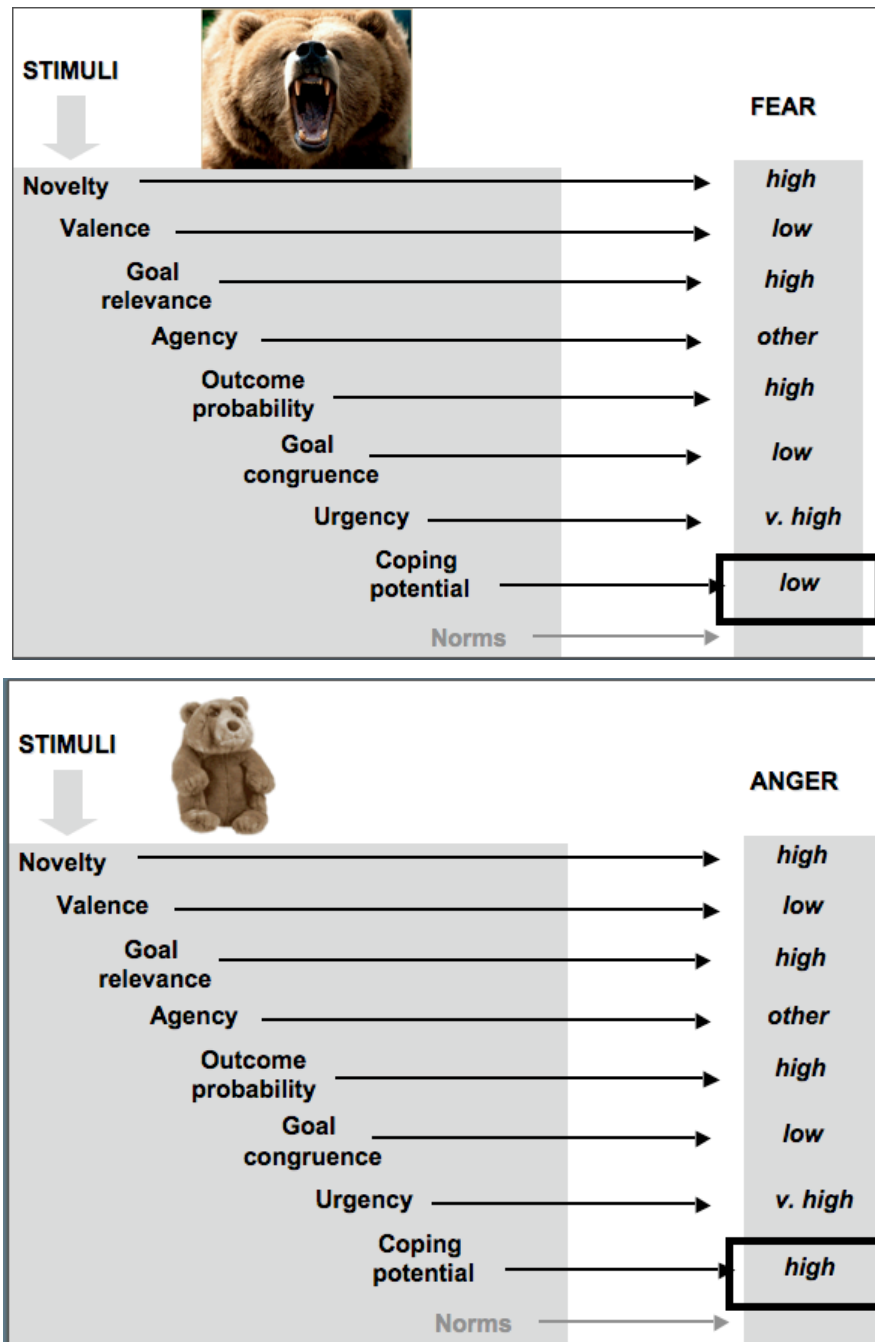 STIMULI
FEAR
Novelty high
Valence low
Goal
relevance high
Agency other
Outcome
probability high
Goal
congruence low
Urgency v. high
Coping
potential low
Norms
STIMULI
ANGER
Novelty high
Valence low
Goal
relevance high
Agency other
Outcome
probability high
Goal
congruence low
Urgency v. high
Coping
potential high
Norms